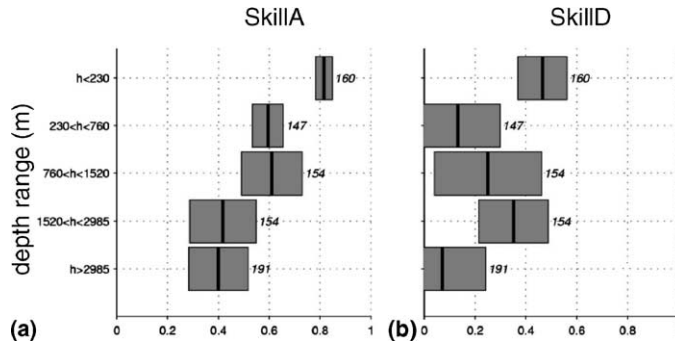 SkillA
SkillD
depth range (m)
h<230
160
160
230<h<760
147
147
760<h<1520
154
154
1520<h<2985
154
154
h>2985
191
191
(a)
0
0.2
0.4
0.6
0.8
1
(b)
0
0.2
0.4
0.6
0.8